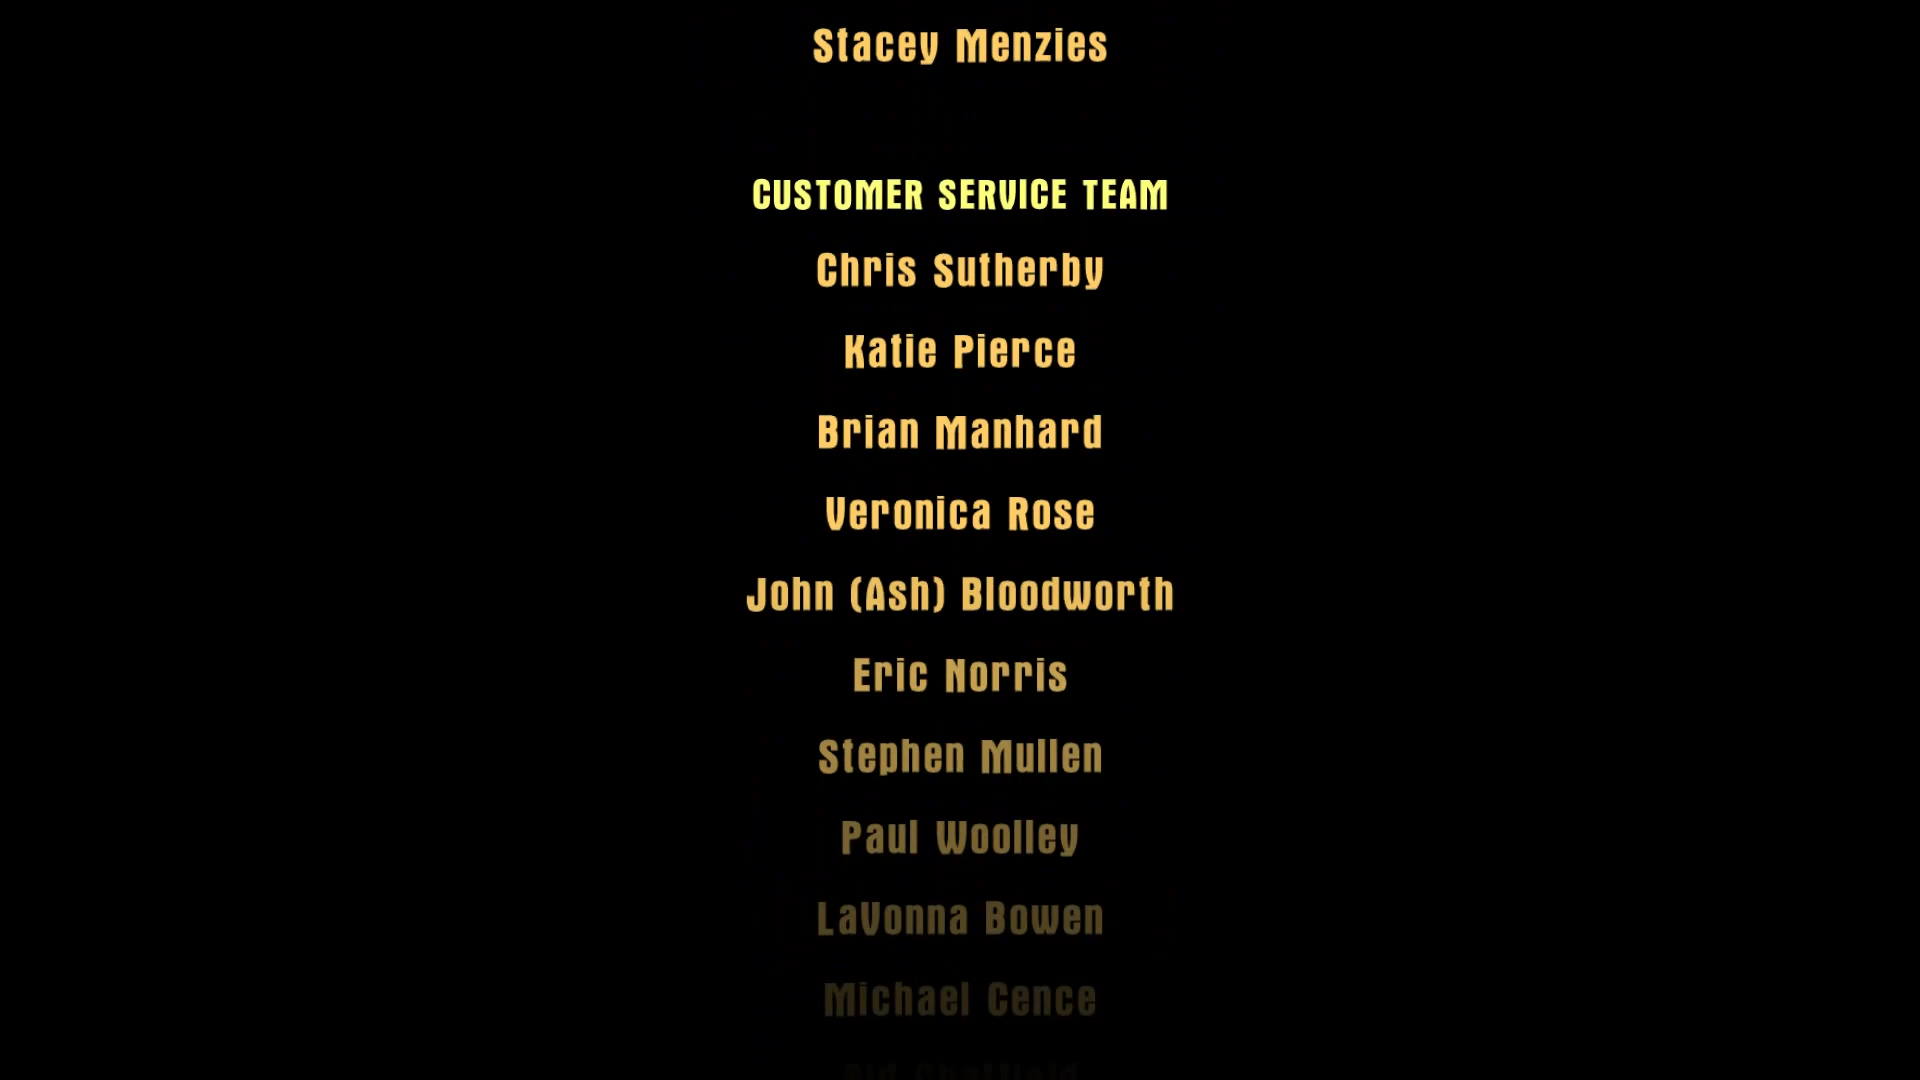 Stacey Menzies
CUSTOMER SERVICE TEAM
Chris Sutherby
Katie Pierce
Brian Manhard
Veronica Rose
John (Ash) Bloodworth
Eric Norris
Stephen Mullen
Paul Woolley
LaVonna Bowen
Michael Cence